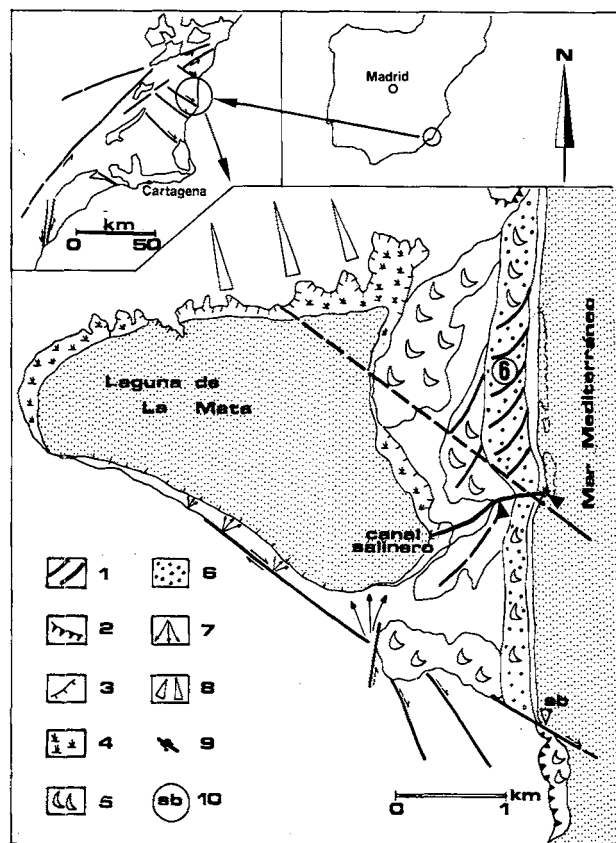 Madrid
N
Cartagena
km
0 50
Laguna de
La Mata
6
Mar Mediterráneo
canal
salinero
sb
1
2
3
4
5
6
7
8
9
sb 10
km
0 1